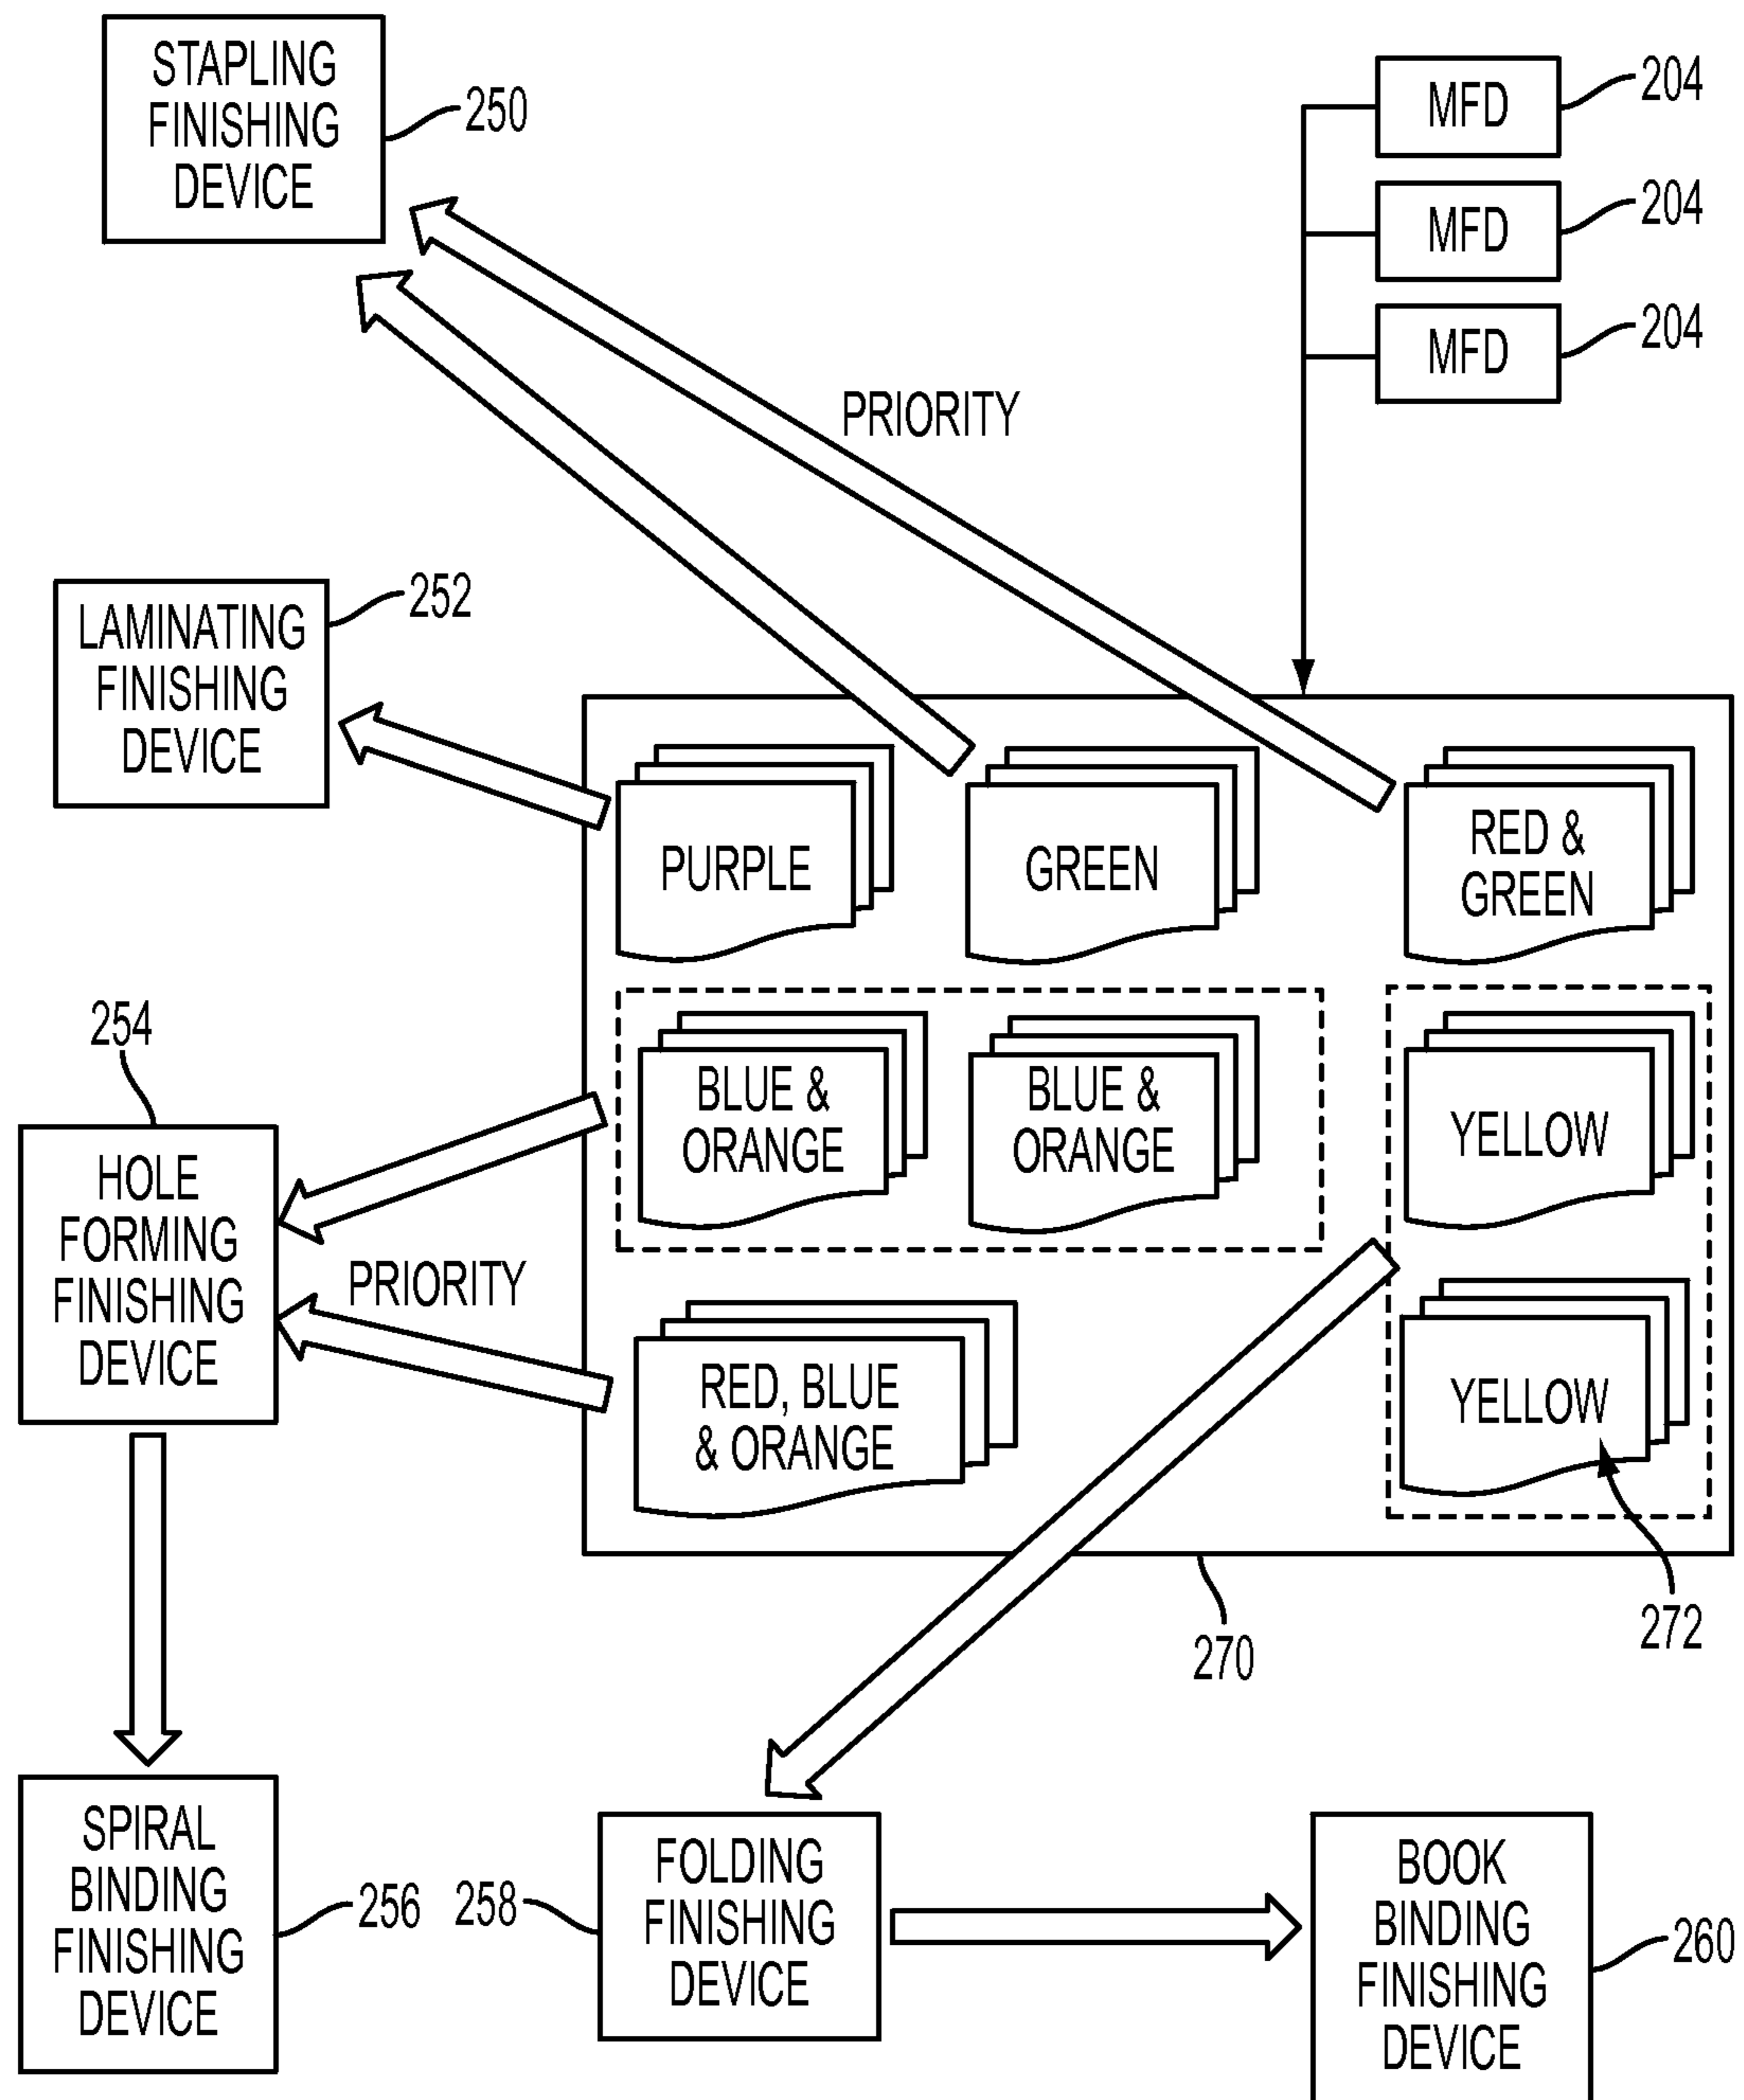 STAPLING
FINISHING
DEVICE
250
MFD
204
MFD
204
MFD
204
PRIORITY
LAMINATING
FINISHING
DEVICE
252
PURPLE
GREEN
RED &
GREEN
254
BLUE &
ORANGE
BLUE &
ORANGE
YELLOW
HOLE
FORMING
FINISHING
DEVICE
PRIORITY
RED, BLUE
& ORANGE
YELLOW
272
270
SPIRAL
BINDING
FINISHING
DEVICE
256
258
FOLDING
FINISHING
DEVICE
BOOK
BINDING
FINISHING
DEVICE
260